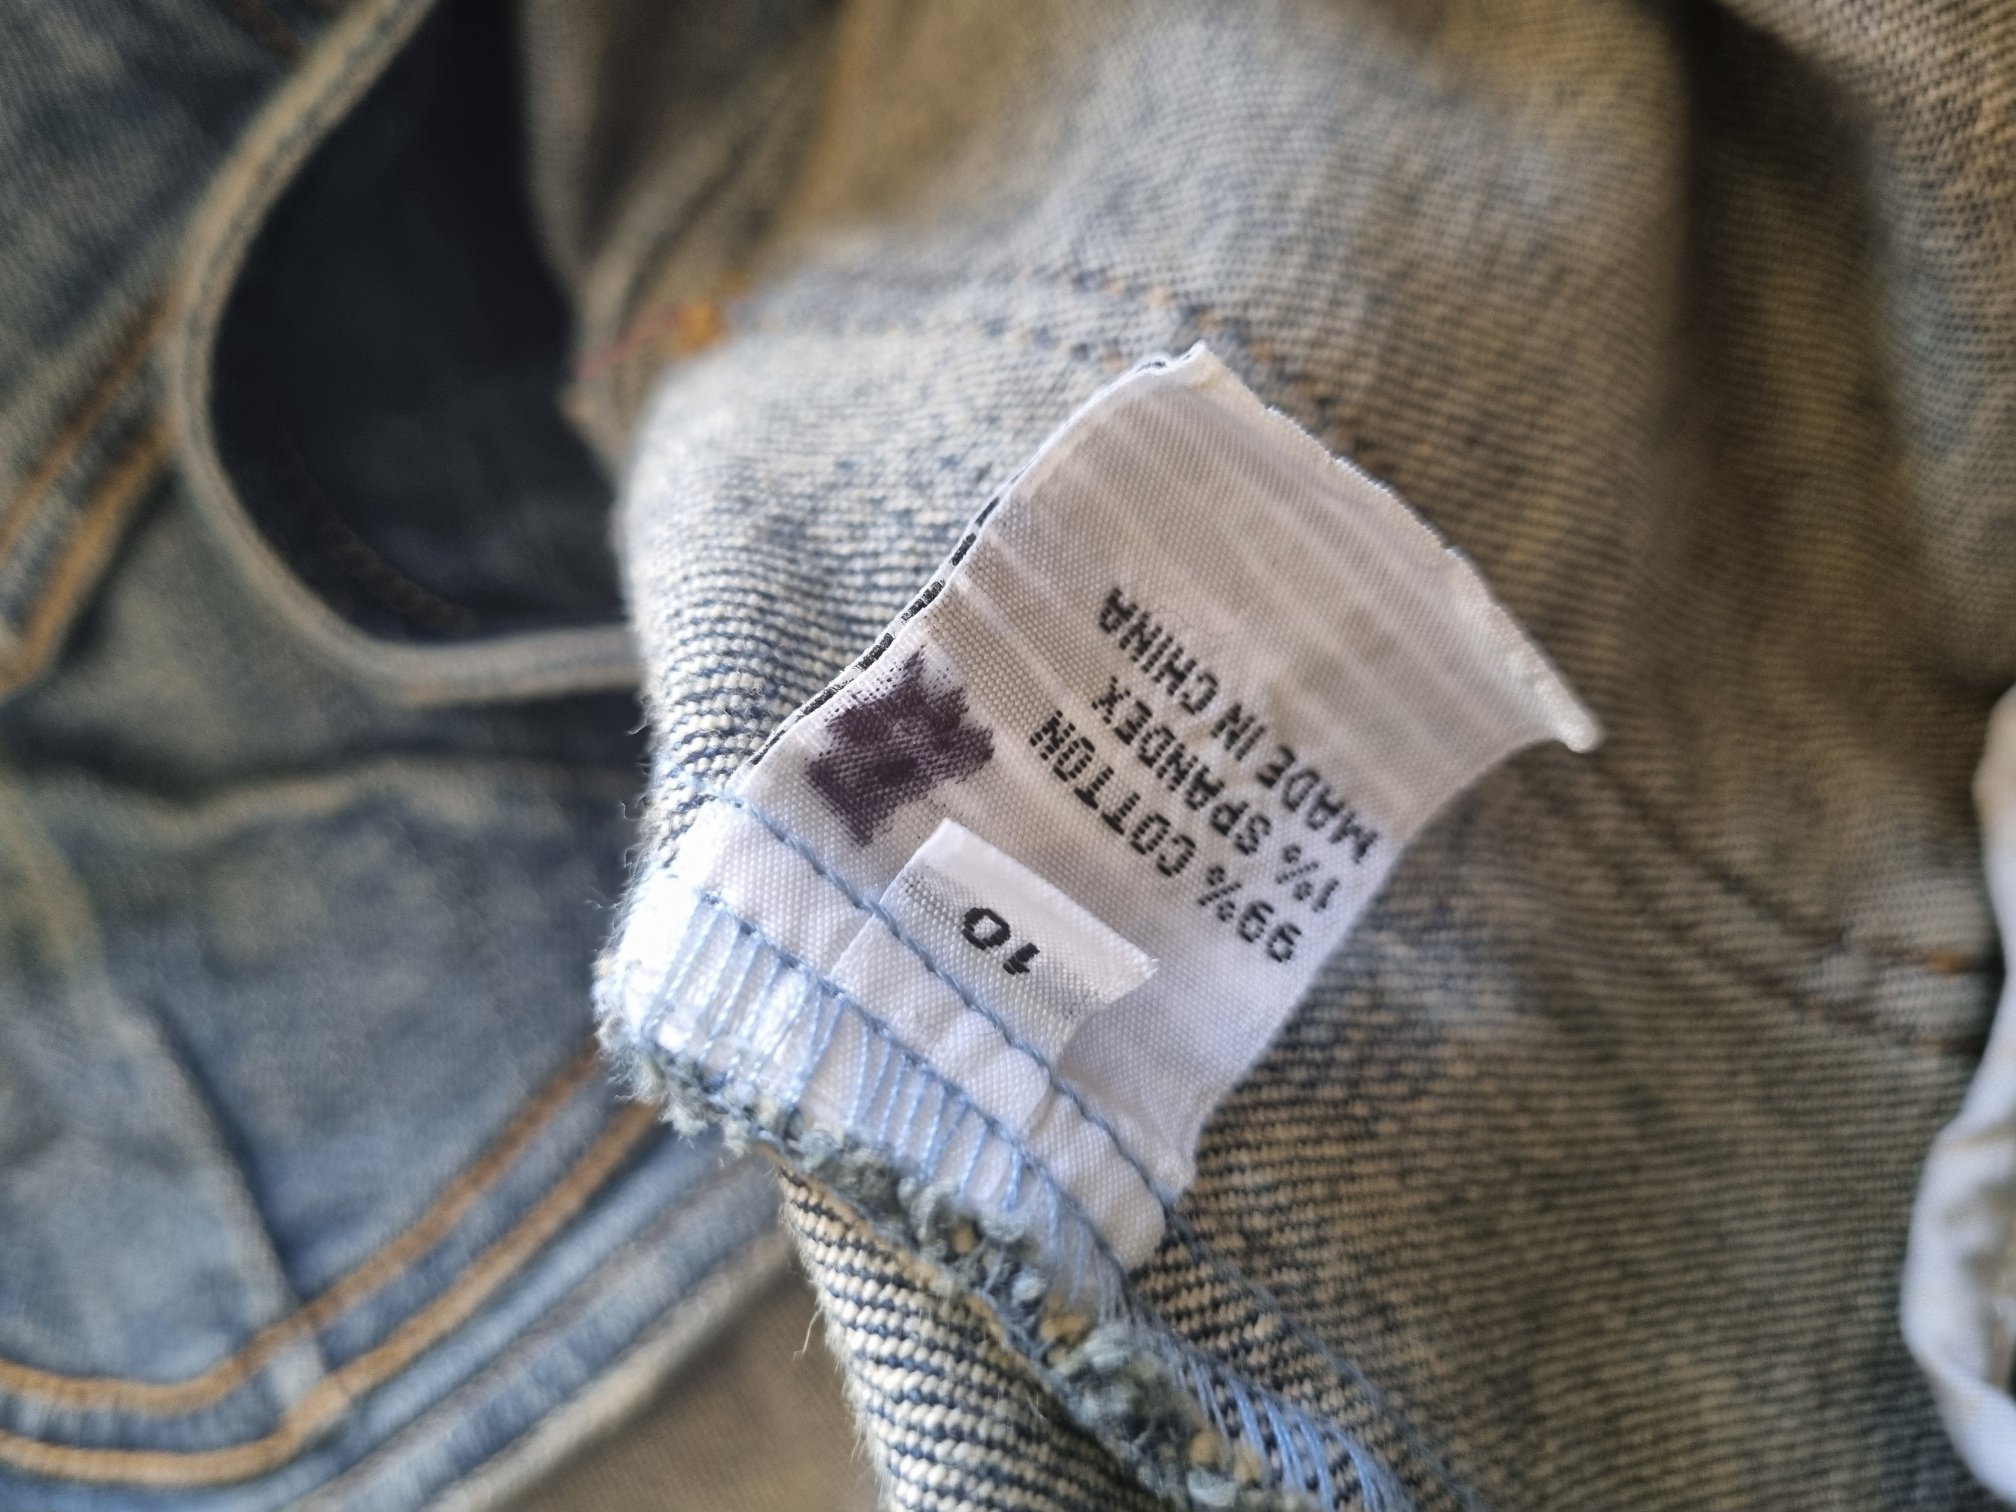 10
99% COTTON
1% SPANDEX
MADE IN CHINA